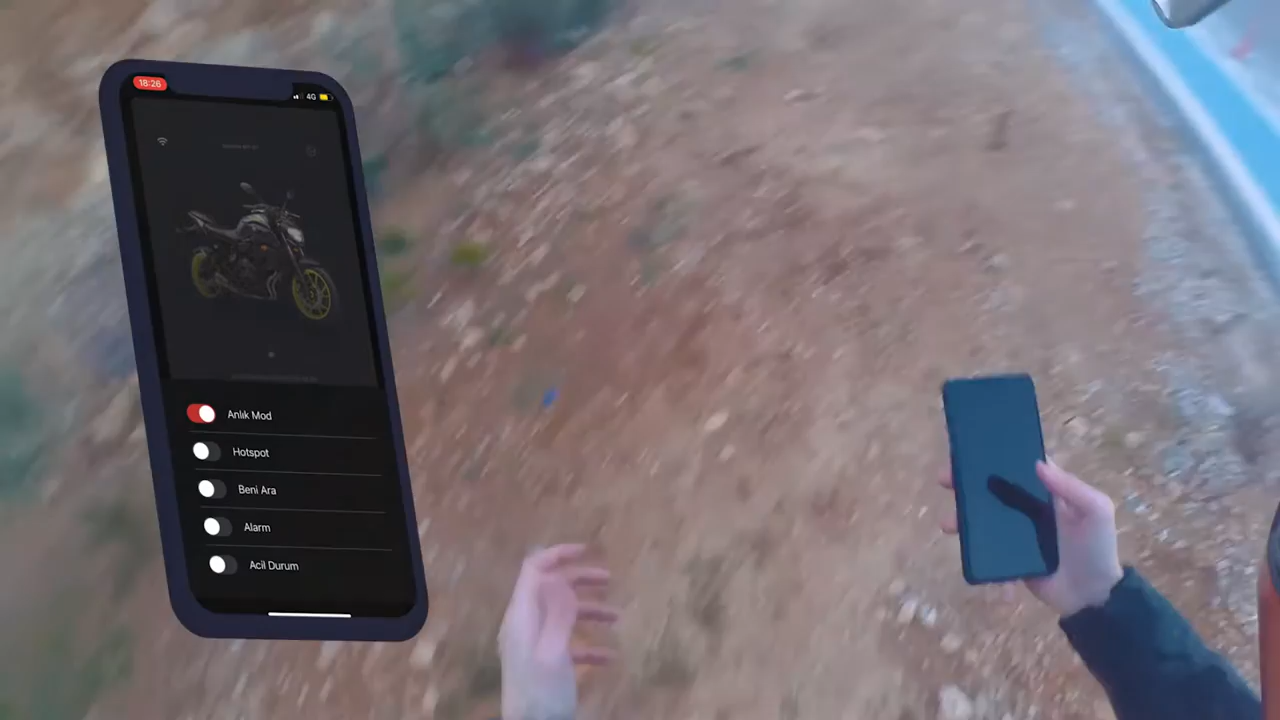 18:26
4G
Anlık Mod
Hotspot
Beni Ara
Alarm
Acil Durum